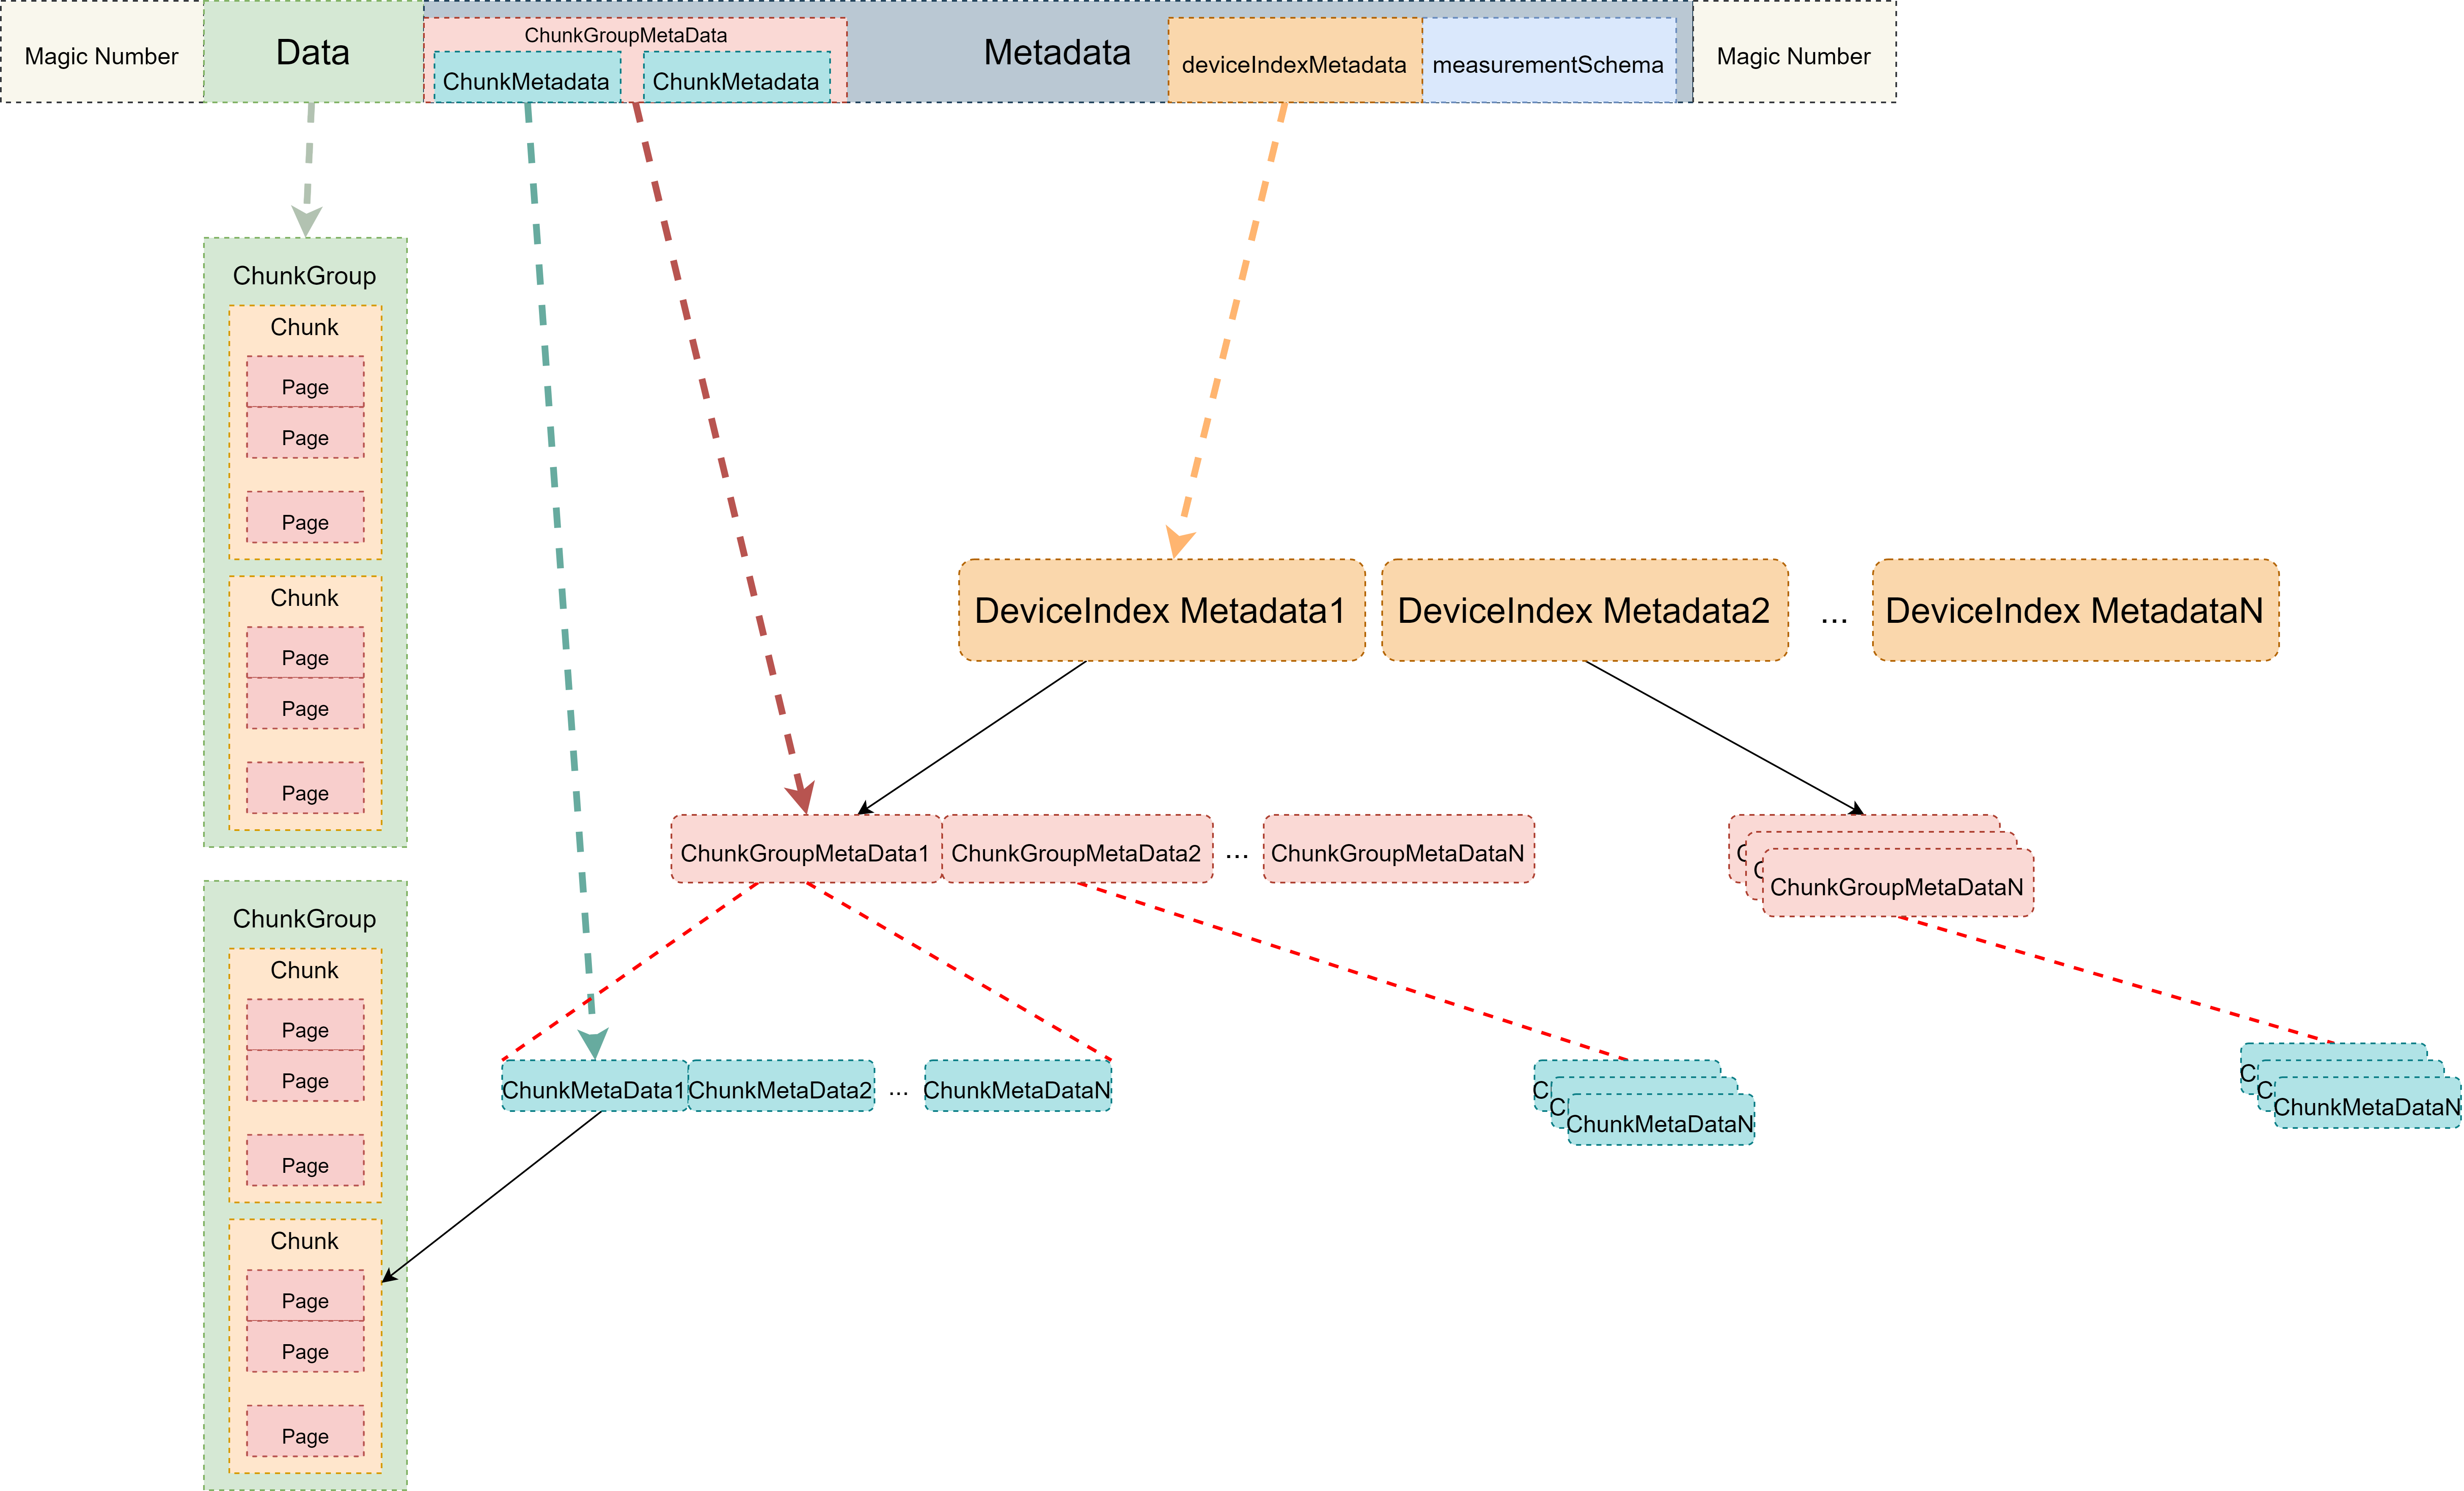 Magic Number
Data
ChunkGroupMetaData
ChunkMetadata
ChunkMetadata
Metadata
deviceIndexMetadata
measurementSchema
Magic Number
ChunkGroup
Chunk
Page
Page
Page
Chunk
Page
Page
Page
DeviceIndex Metadata1
DeviceIndex Metadata2
...
DeviceIndex MetadataN
ChunkGroupMetaData1
ChunkGroupMetaData2
...
ChunkGroupMetaDataN
ChunkGroupMetaDataN
ChunkGroup
Chunk
Page
Page
Page
Chunk
Page
Page
Page
ChunkMetaData1
ChunkMetaData2
...
ChunkMetaDataN
ChunkMetaDataN
ChunkMetaDataN